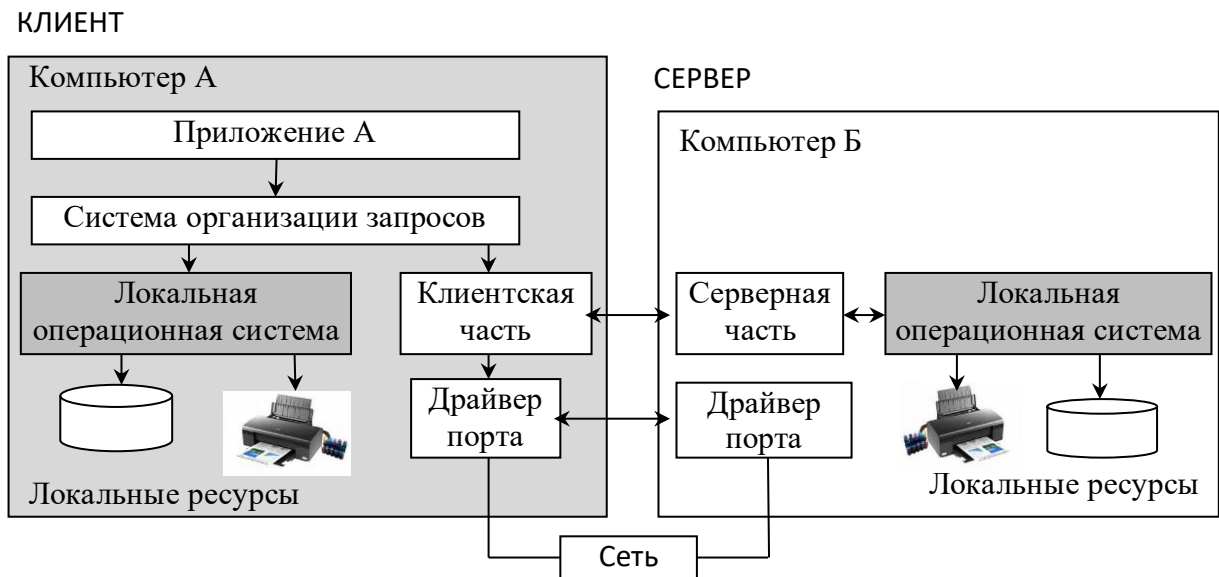 КЛИЕНТ
Компьютер А
Приложение А
Система организации запросов
Локальная
операционная система
Клиентская
часть
Драйвер
порта
Локальные ресурсы
СЕРВЕР
Компьютер Б
Серверная
часть
Локальная
операционная система
Драйвер
порта
Локальные ресурсы
Сеть